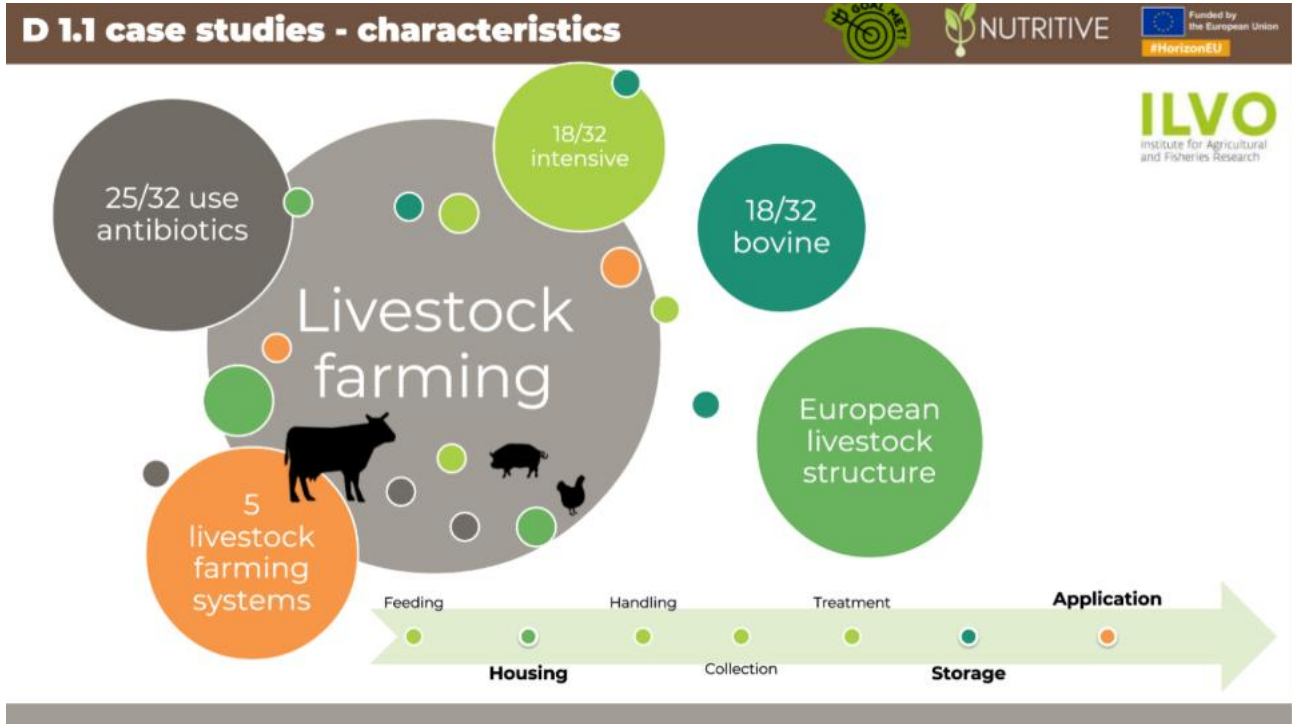 D 1.1 case studies - characteristics
GOAL MET!
NUTRITIVE
Funded by
the European Union
#HorizonEU
ILVO
Institute for Agricultural
and Fisheries Research
25/32 use
antibiotics
18/32
intensive
18/32
bovine
Livestock
farming
European
livestock
structure
5
livestock
farming
systems
Feeding
Housing
Handling
Collection
Treatment
Storage
Application